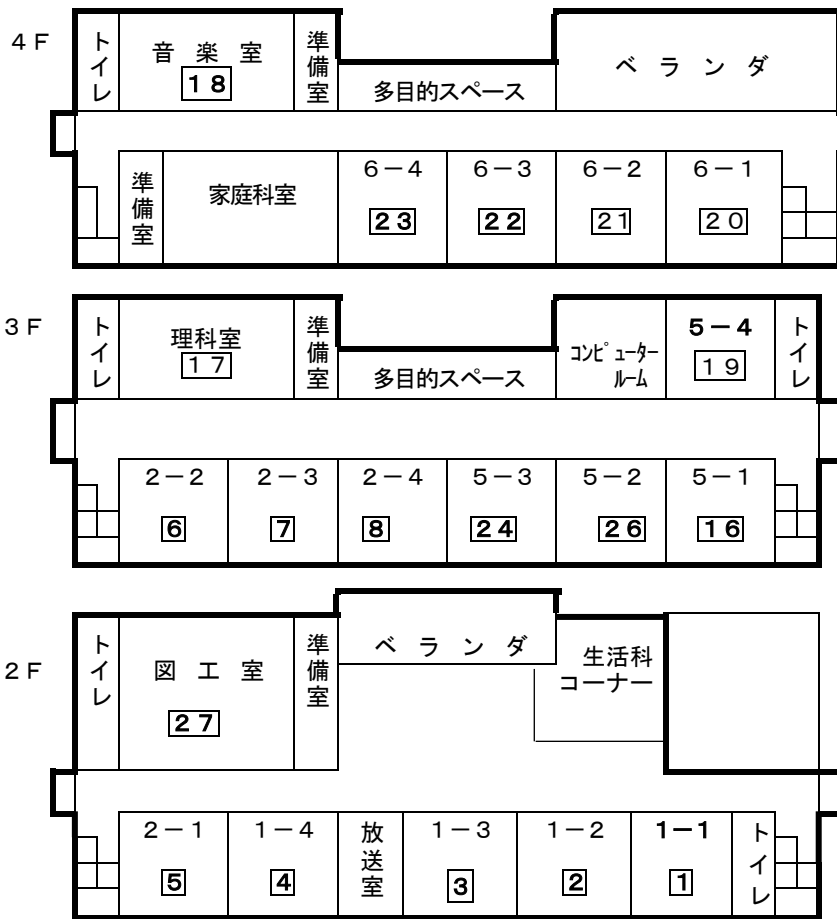 ４Ｆ
トイレ
音楽室
１８
準備室
多目的スペース
ベランダ
準備室
家庭科室
６－４
２３
６－３
２２
６－２
２１
６－１
２０
３Ｆ
トイレ
理科室
１７
準備室
多目的スペース
ｺﾝﾋﾟｭｰﾀｰ
ﾙｰﾑ
５－４
１９
トイレ
２－２
６
２－３
７
２－４
８
５－３
２４
５－２
２６
５－１
１６
２Ｆ
トイレ
図工室
２７
準備室
ベランダ
生活科
コーナー
２－１
５
１－４
４
放送室
１－３
３
１－２
２
１－１
１
トイレ